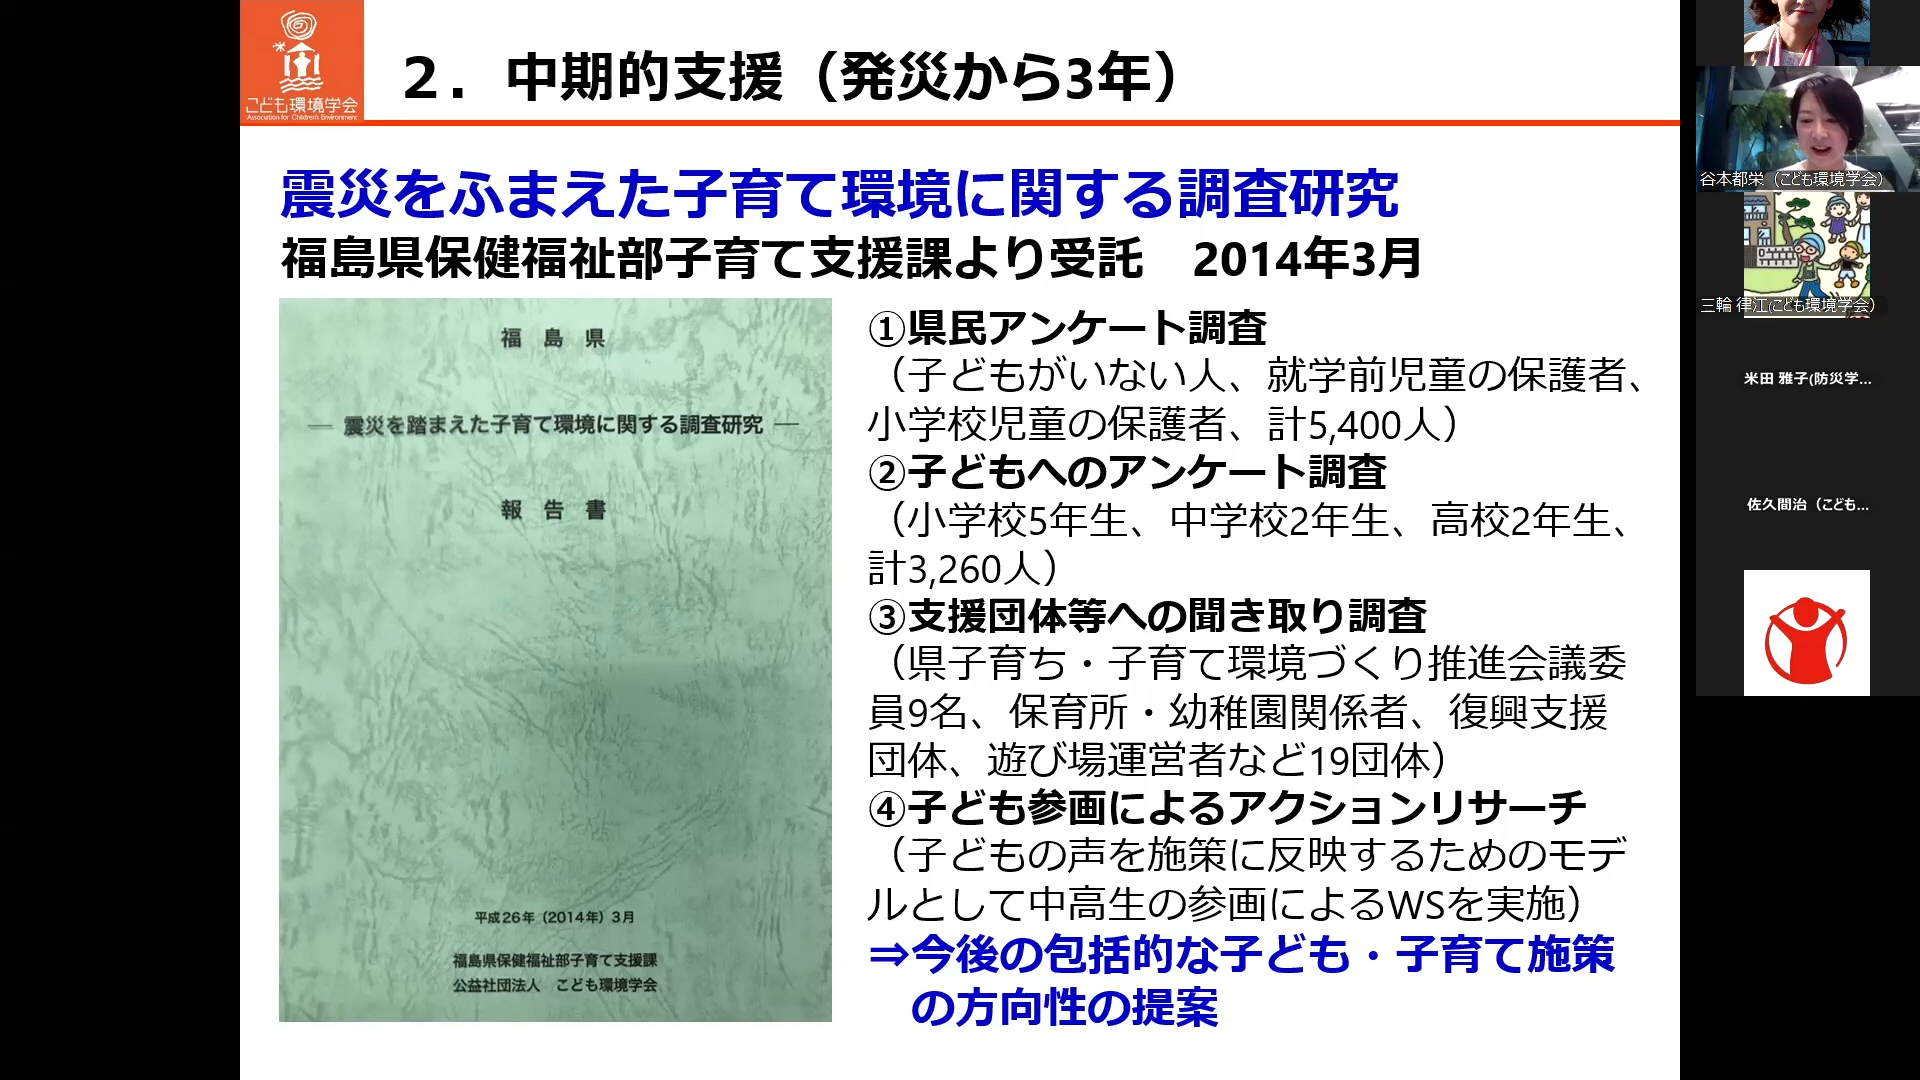 こども環境学会
Association for Children's Environment
２．中期的支援（発災から3年）
震災をふまえた子育て環境に関する調査研究
福島県保健福祉部子育て支援課より受託　2014年3月
福 島 県
― 震災を踏まえた子育て環境に関する調査研究 ―
報 告 書
平成26年（2014年）3月
福島県保健福祉部子育て支援課
公益社団法人　こども環境学会
①県民アンケート調査
（子どもがいない人、就学前児童の保護者、
小学校児童の保護者、計5,400人）
②子どもへのアンケート調査
（小学校5年生、中学校2年生、高校2年生、
計3,260人）
③支援団体等への聞き取り調査
（県子育ち・子育て環境づくり推進会議委
員9名、保育所・幼稚園関係者、復興支援
団体、遊び場運営者など19団体）
④子ども参画によるアクションリサーチ
（子どもの声を施策に反映するためのモデ
ルとして中高生の参画によるWSを実施）
⇒今後の包括的な子ども・子育て施策
の方向性の提案
谷本都栄（こども環境学会）
三輪 律江(こども環境学会）
米田 雅子(防災学...
佐久間治（こども...